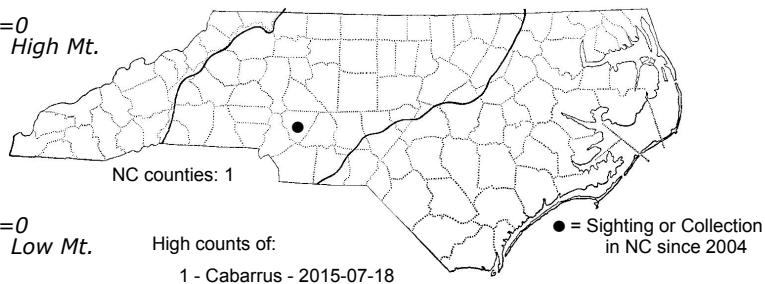 =0
High Mt.
NC counties: 1
=0
Low Mt.
High counts of:
1 - Cabarrus - 2015-07-18
● = Sighting or Collection
in NC since 2004